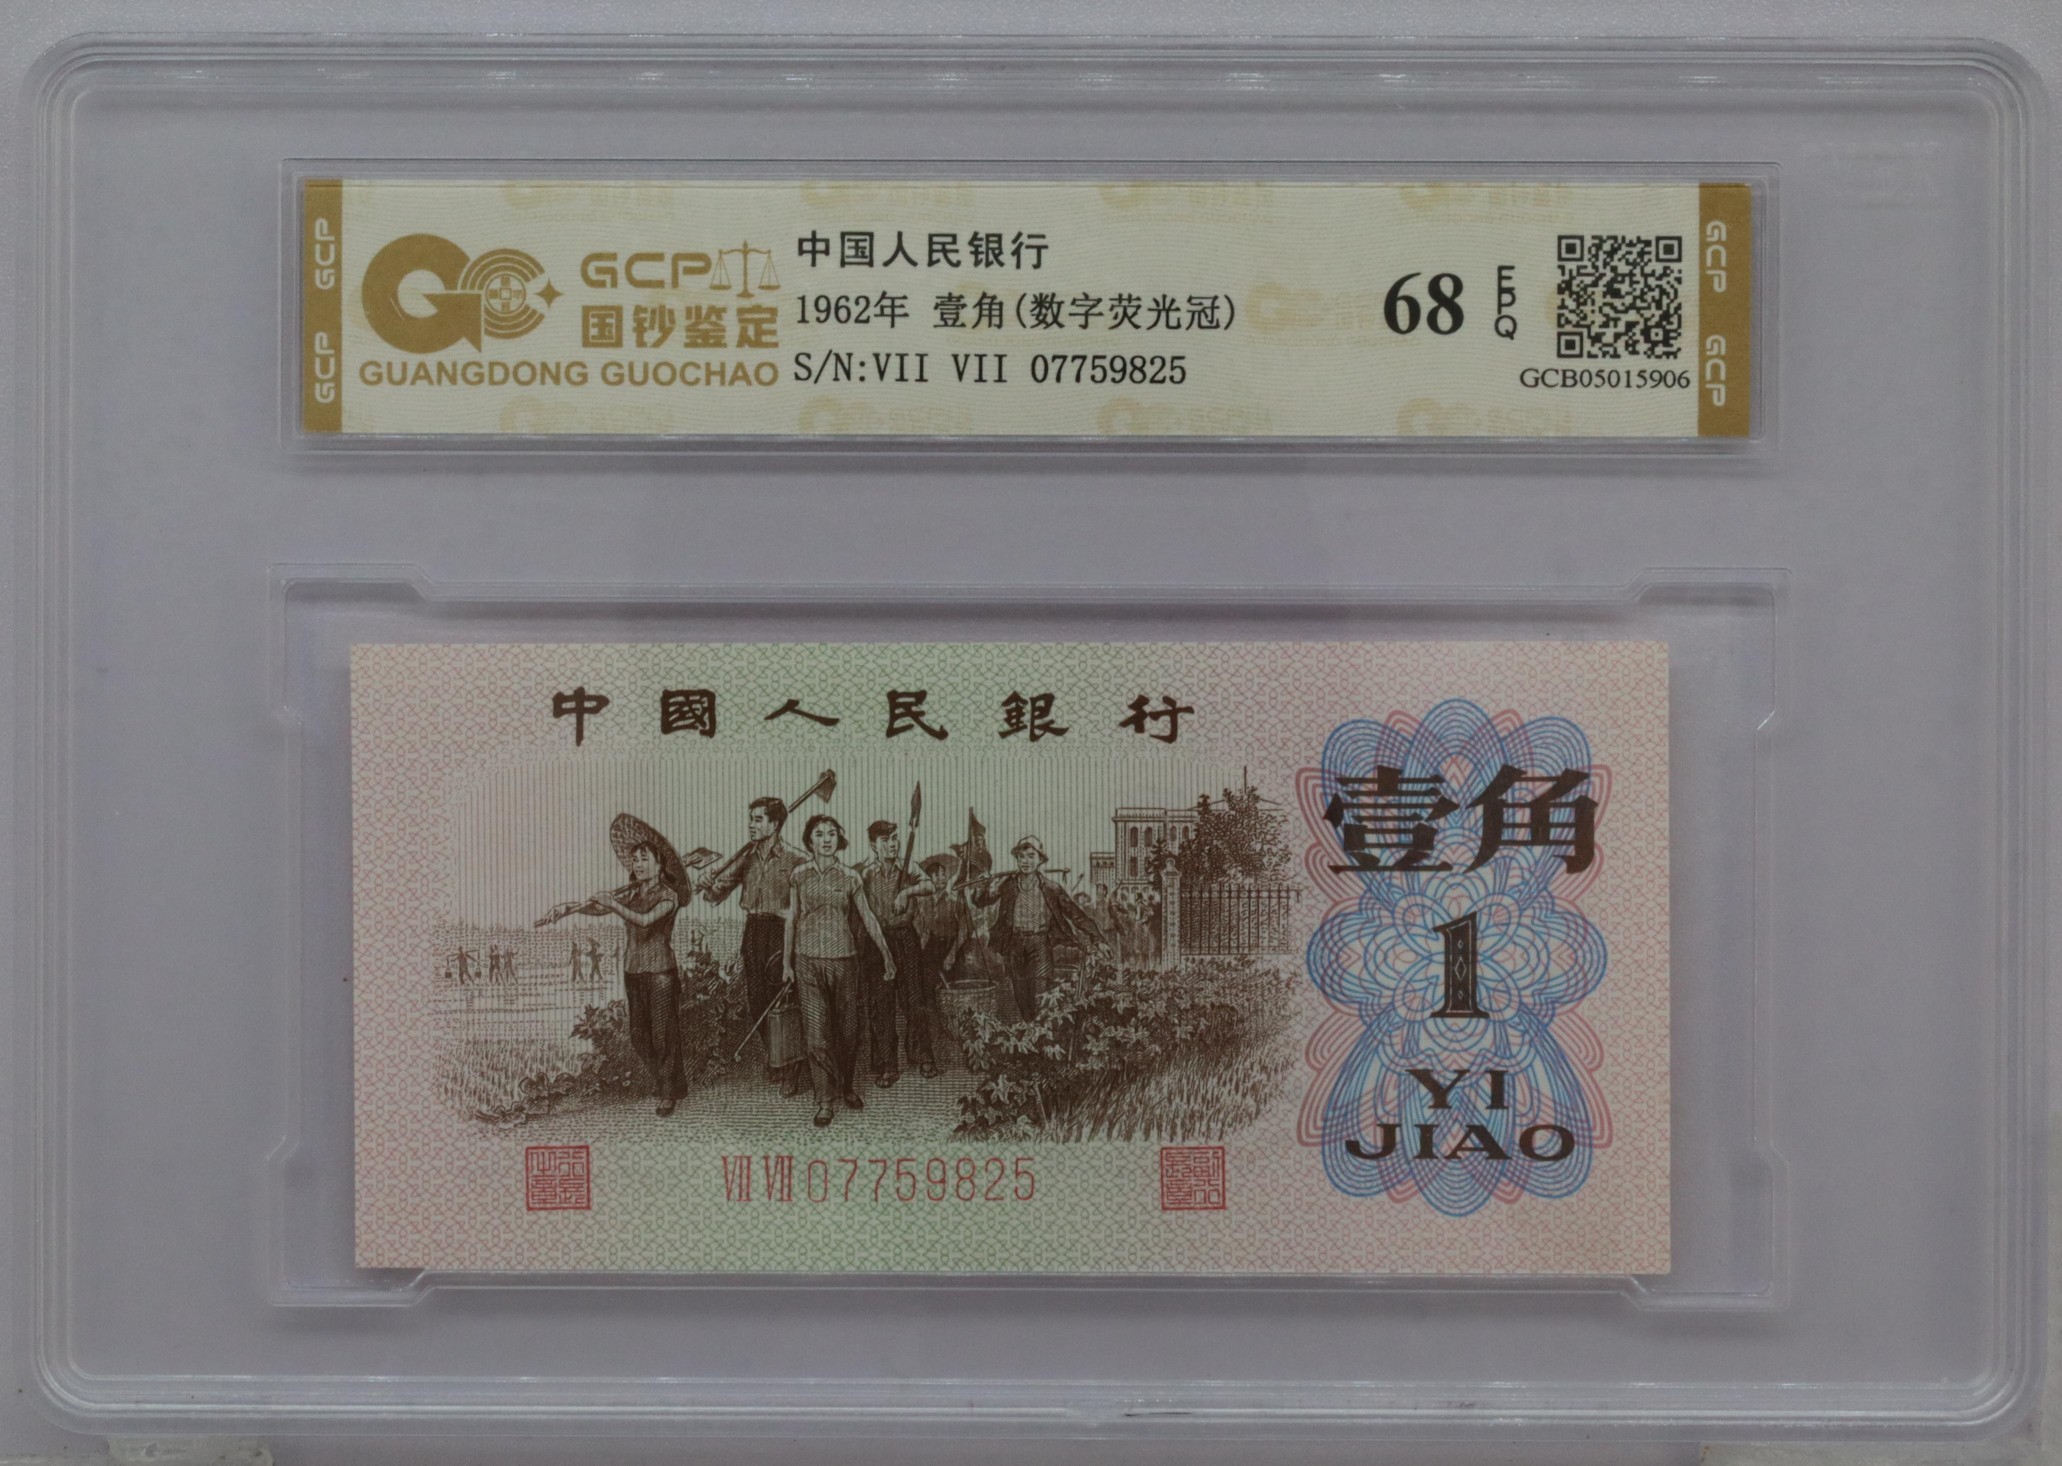 GCP
GCP
GCP
国钞鉴定
GUANGDONG GUOCHAO
中国人民银行
1962年 壹角(数字荧光冠)
S/N:VII VII 07759825
68 EPQ
GCB05015906
GCP
GCP
中國人民銀行
壹角
1
YI
JIAO
VII VII 07759825